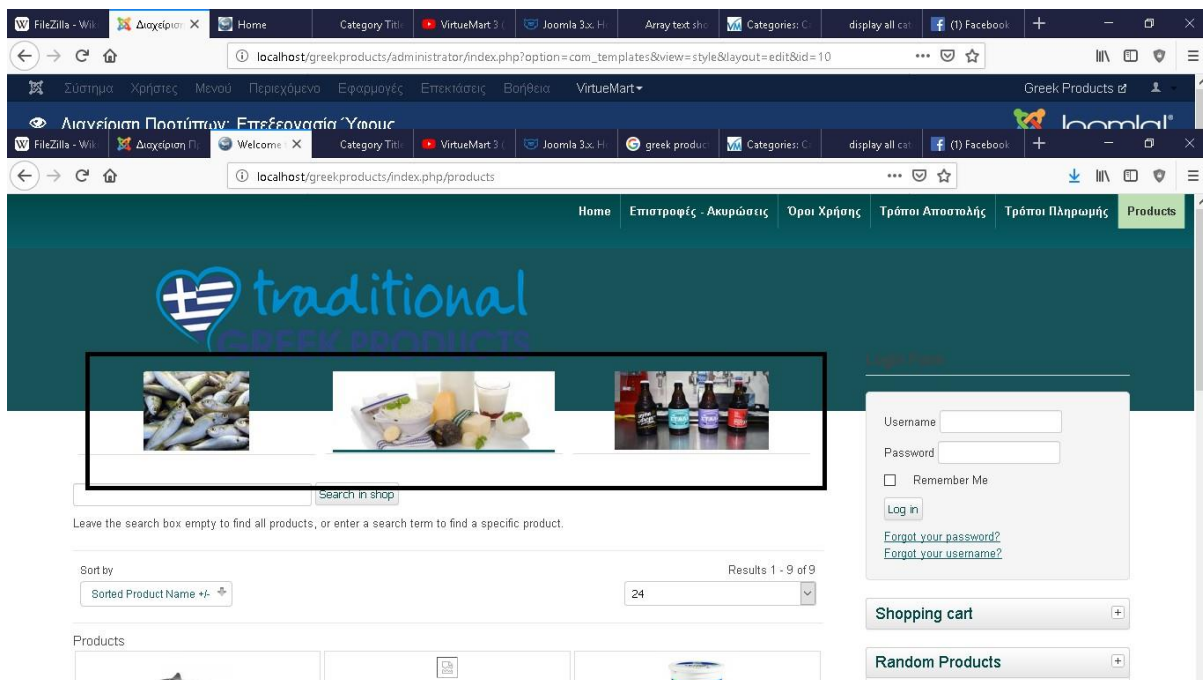 FileZilla - Wik
Διαχείριση
Home
Category Title
VirtueMart 3 (
Joomla 3.x. H
Array text sho
Categories: C
display all cat
(1) Facebook
localhost/greekproducts/administrator/index.php?option=com_templates&view=style&layout=edit&id=10
Σύστημα Χρήστες Μενού Περιεχόμενο Εφαρμογές Επεκτάσεις Βοήθεια VirtueMart
Greek Products
Διαχείριση Προτύπων: Επεξεργασία Ύφους
Joomla!
FileZilla - Wik
Διαχείριση Π
Welcome
Category Title
VirtueMart 3 (
Joomla 3.x. H
greek produc
Categories: C
display all cat
(1) Facebook
localhost/greekproducts/index.php/products
Home Επιστροφές - Ακυρώσεις Όροι Χρήσης Τρόποι Αποστολής Τρόποι Πληρωμής Products
traditional
GREEK PRODUCTS
Login Form
Username
Password
Remember Me
Log in
Forgot your password?
Forgot your username?
Search in shop
Leave the search box empty to find all products, or enter a search term to find a specific product.
Sort by
Sorted Product Name +/-
Results 1 - 9 of 9
24
Shopping cart
Products
Random Products